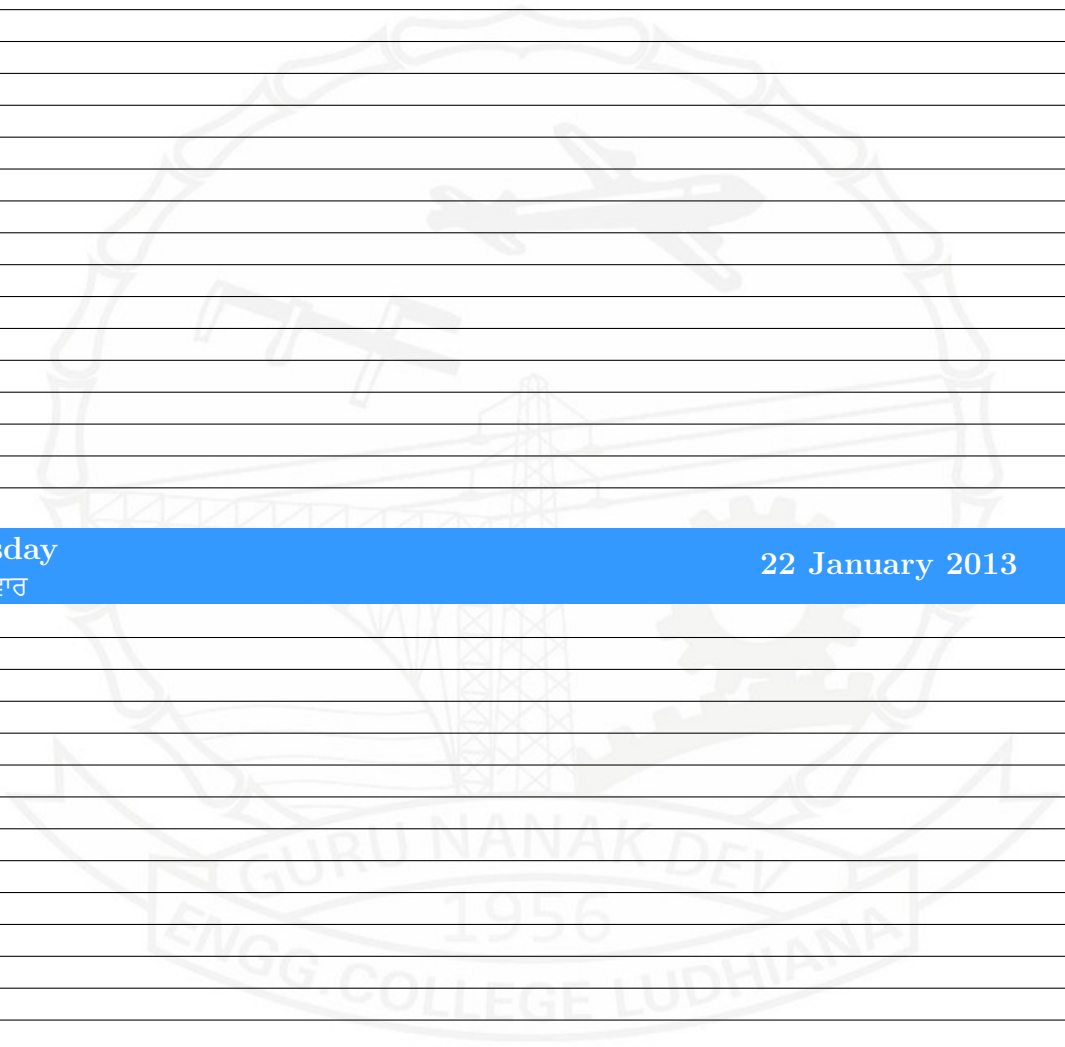 sday
ਵਾਰ
22 January 2013
GURU NANAK DEV
1956
ENGG. COLLEGE LUDHIANA